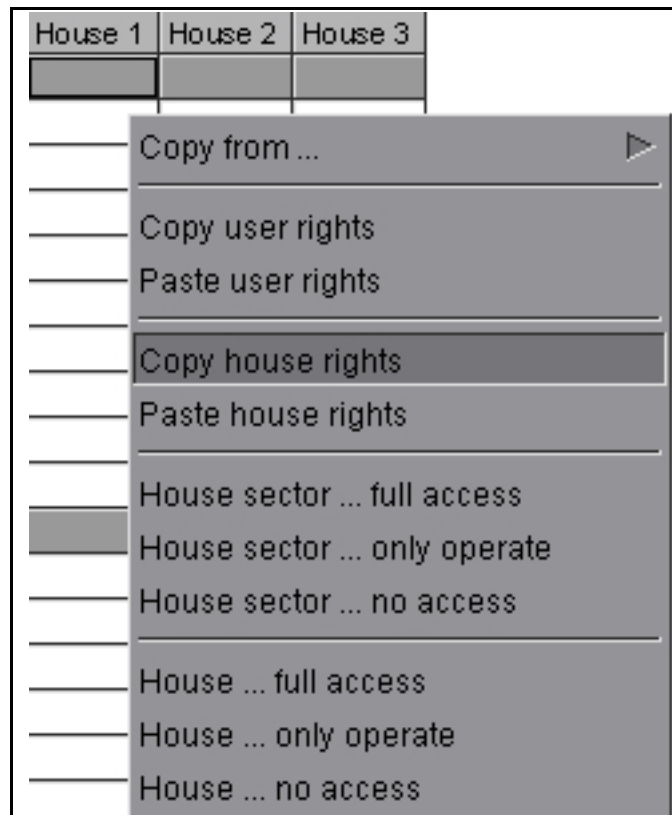 House 1 House 2 House 3
Copy from ...
Copy user rights
Paste user rights
Copy house rights
Paste house rights
House sector ... full access
House sector ... only operate
House sector ... no access
House ... full access
House ... only operate
House ... no access